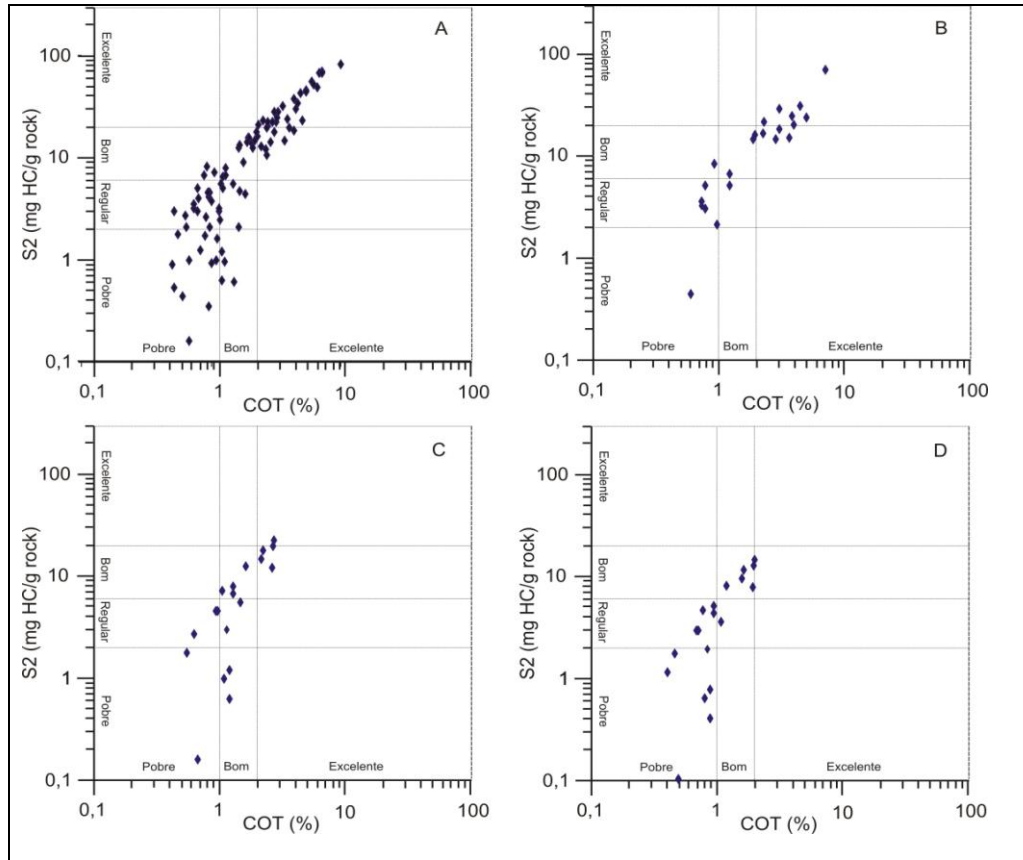 A
S2 (mg HC/g rock)
100
10
1
0,1
Excelente
Bom
Regular
Pobre
Pobre Bom Excelente
0,1 1 10 100
COT (%)
B
S2 (mg HC/g rock)
100
10
1
0,1
Excelente
Bom
Regular
Pobre
Pobre Bom Excelente
0,1 1 10 100
COT (%)
C
S2 (mg HC/g rock)
100
10
1
0,1
Excelente
Bom
Regular
Pobre
Pobre Bom Excelente
0,1 1 10 100
COT (%)
D
S2 (mg HC/g rock)
100
10
1
0,1
Excelente
Bom
Regular
Pobre
Pobre Bom Excelente
0,1 1 10 100
COT (%)